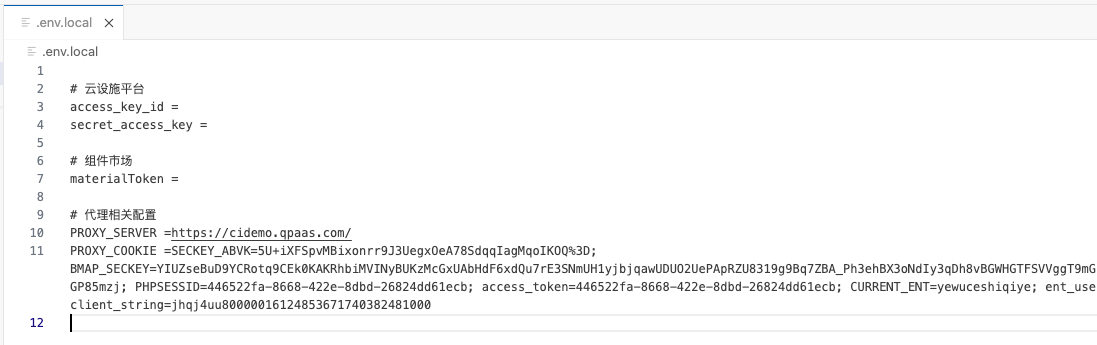 .env.local
.env.local
1
2 # 云设施平台
3 access_key_id =
4 secret_access_key =
5
6 # 组件市场
7 materialToken =
8
9 # 代理相关配置
10 PROXY_SERVER =https://cidemo.qpaas.com/
11 PROXY_COOKIE =SECKEY_ABVK=5U+iXFSpvMBixonrr9J3UegxOeA78SdqqIagMqoIKOQ%3D;
BMAP_SECKEY=YIUZseBuD9YCRotq9CEk0KAKRhbiMVINyBUKzMcGxUAbHdF6xdQu7rE3SNmUH1yjbjqawUDUO2UePApRZU8319g9Bq7ZBA_Ph3ehBX3oNdIy3qDh8vBGWHGTFSVVggT9mG
GP85mzj; PHPSESSID=446522fa-8668-422e-8dbd-26824dd61ecb; access_token=446522fa-8668-422e-8dbd-26824dd61ecb; CURRENT_ENT=yewuceshiqiye; ent_use
client_string=jhqj4uu80000016124853671740382481000
12